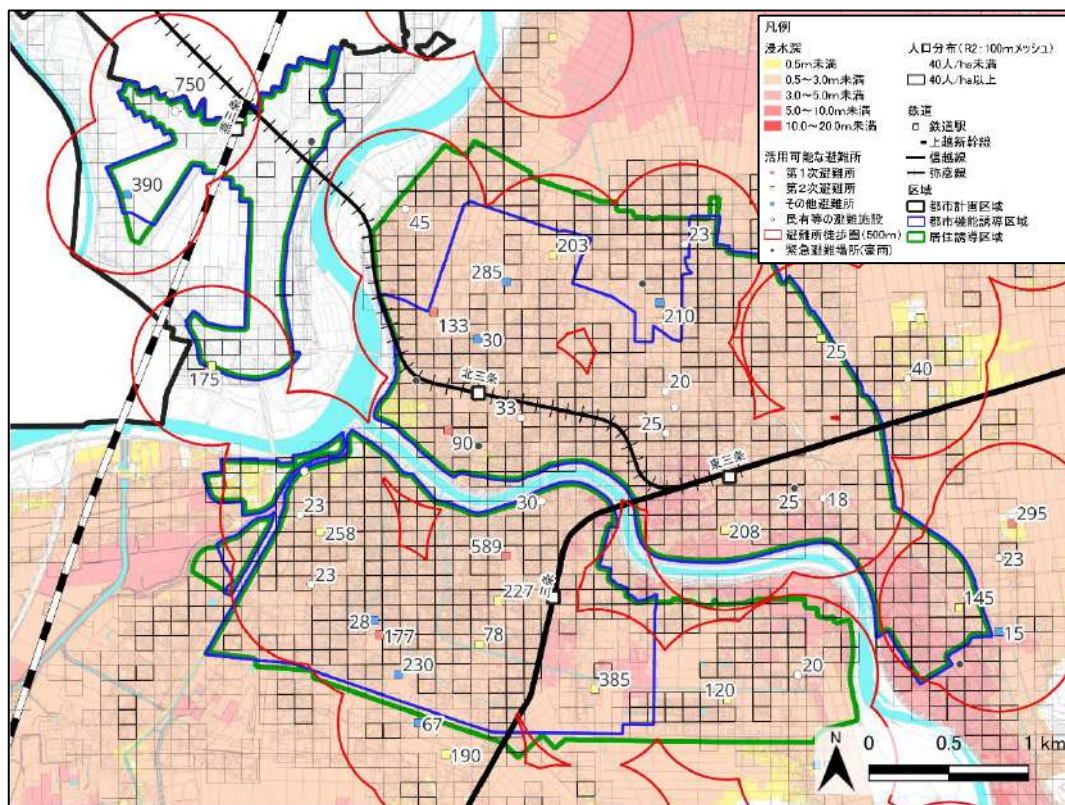 凡例
浸水深
0.5m未満
0.5～3.0m未満
3.0～5.0m未満
5.0～10.0m未満
10.0～20.0m未満
活用可能な避難所
第1次避難所
第2次避難所
その他避難所
民有等の避難施設
避難所徒歩圏(500m)
緊急避難場所(豪雨)
人口分布(R2:100mメッシュ)
40人/ha未満
40人/ha以上
鉄道
鉄道駅
上越新幹線
信越線
弥彦線
区域
都市計画区域
都市機能誘導区域
居住誘導区域
750
燕三条
390
45
203
23
285
210
133
30
25
175
北三条
20
40
33
25
90
東三条
30
25
18
23
258
208
295
589
23
23
227
三条
145
28
177
78
15
230
385
20
120
67
190
N
0
0.5
1 km